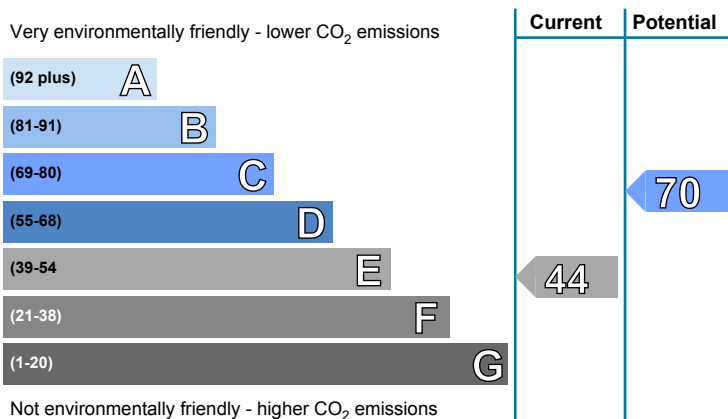 Current Potential
Very environmentally friendly - lower CO2 emissions
(92 plus) A
(81-91) B
(69-80) C
70
(55-68) D
(39-54 E
44
(21-38) F
(1-20) G
Not environmentally friendly - higher CO2 emissions